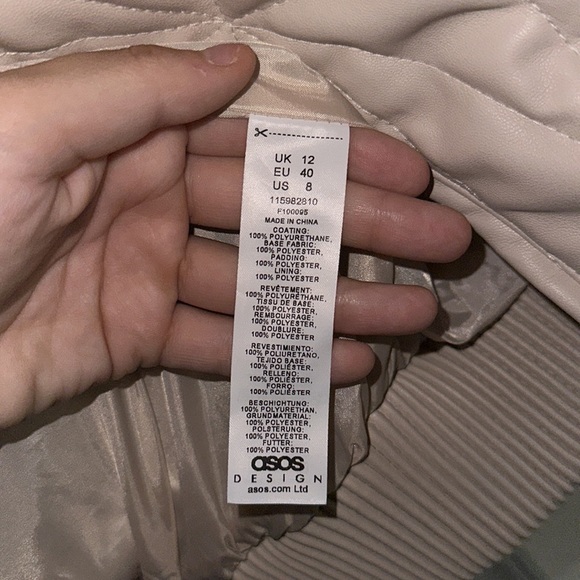 UK 12
EU 40
US 8
115982810
F100095
MADE IN CHINA
COATING:
100% POLYURETHANE,
BASE FABRIC:
100% POLYESTER,
PADDING:
100% POLYESTER,
LINING:
100% POLYESTER
REVÊTEMENT:
100% POLYURÉTHANE,
TISSU DE BASE:
100% POLYESTER,
REMBOURRAGE:
100% POLYESTER,
DOUBLURE:
100% POLYESTER
REVESTIMIENTO:
100% POLIURETANO,
TEJIDO BASE:
100% POLIÉSTER,
RELLENO:
100% POLIÉSTER,
FORRO:
100% POLIÉSTER
BESCHICHTUNG:
100% POLYURETHAN,
GRUNDMATERIAL:
100% POLYESTER,
POLSTERUNG:
100% POLYESTER,
FUTTER:
100% POLYESTER
asos
DESIGN
asos.com Ltd